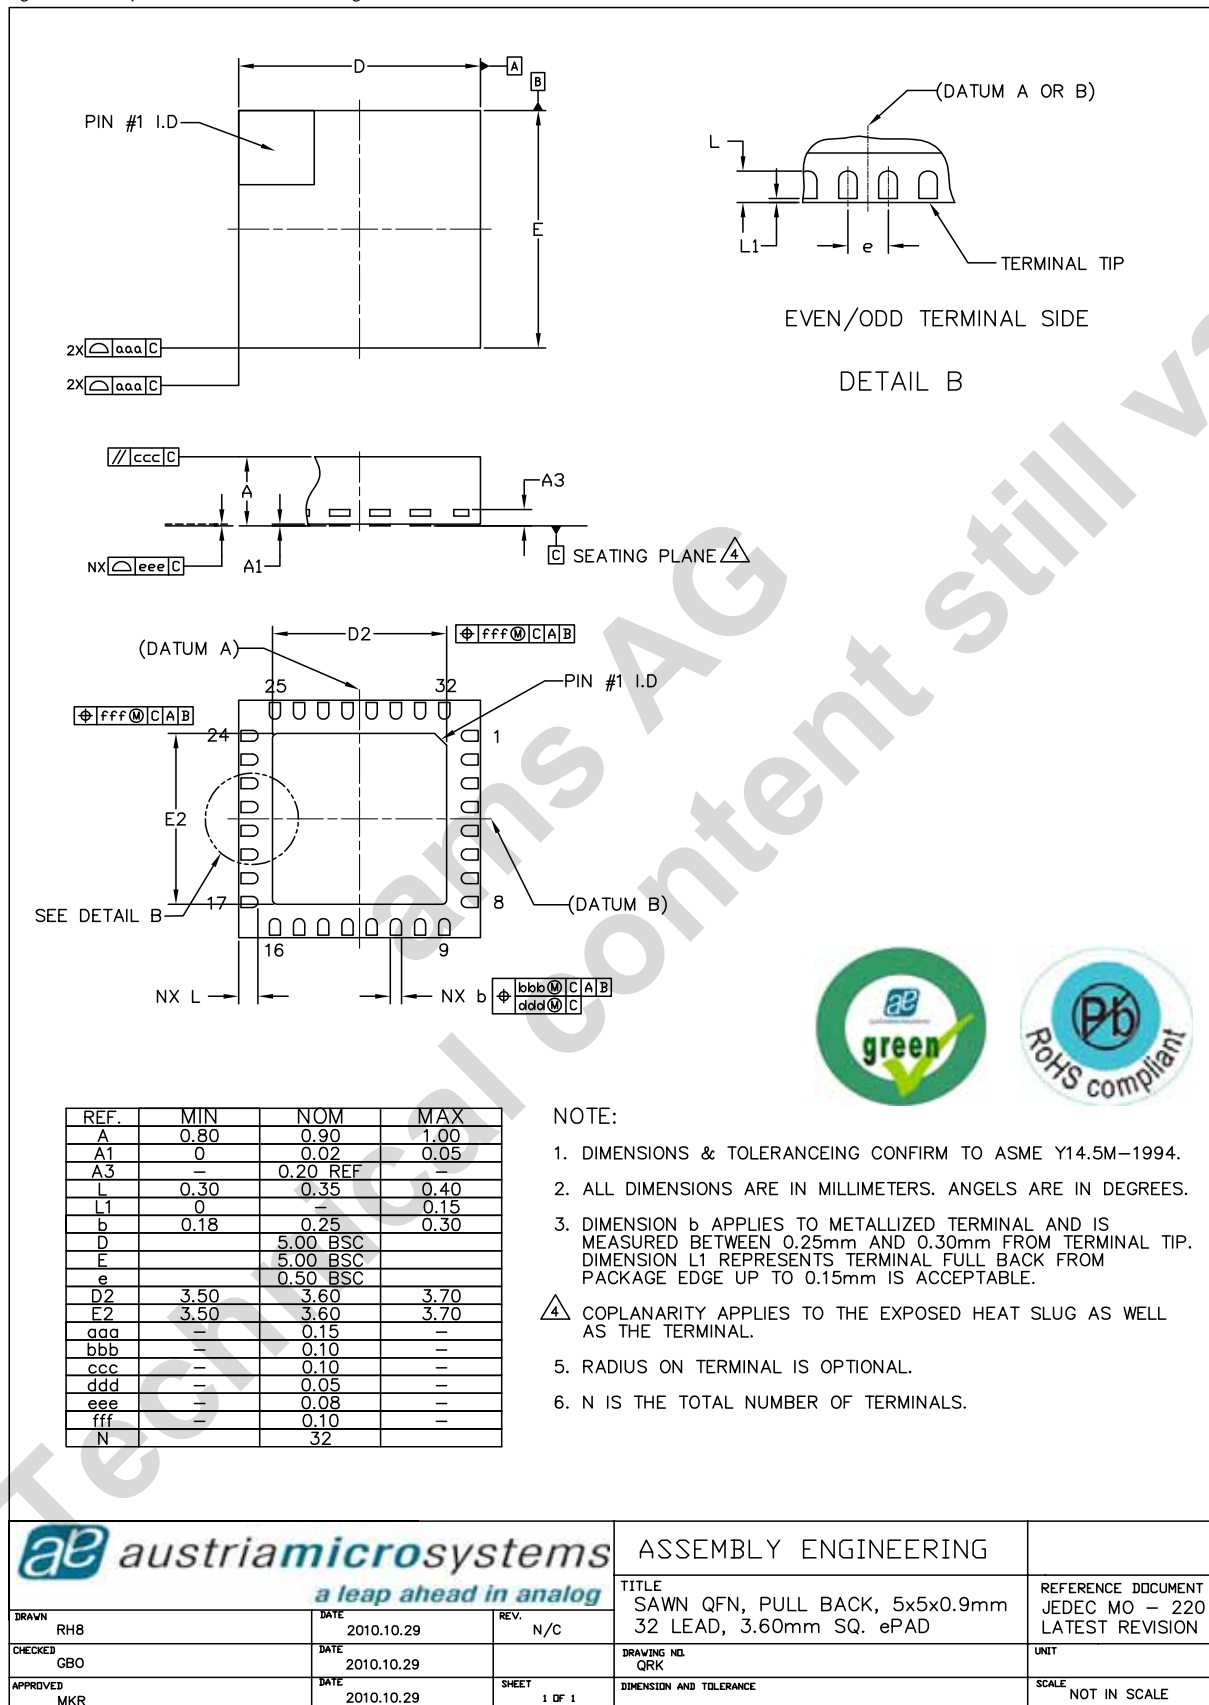 D
A
B
PIN #1 I.D
E
2X aaa C
2X aaa C
(DATUM A OR B)
L
L1
e
TERMINAL TIP
EVEN/ODD TERMINAL SIDE
DETAIL B
// ccc C
A
A3
NX eee C
A1
C SEATING PLANE 4
D2
fff Ⓜ C A B
(DATUM A)
25
32
PIN #1 I.D
fff Ⓜ C A B
24
1
E2
17
8
SEE DETAIL B
(DATUM B)
16
9
NX L
NX b
bbb Ⓜ C A B
ddd Ⓜ C
green
Pb
RoHS compliant
REF. MIN NOM MAX
A 0.80 0.90 1.00
A1 0 0.02 0.05
A3 – 0.20 REF –
L 0.30 0.35 0.40
L1 0 – 0.15
b 0.18 0.25 0.30
D 5.00 BSC
E 5.00 BSC
e 0.50 BSC
D2 3.50 3.60 3.70
E2 3.50 3.60 3.70
aaa – 0.15 –
bbb – 0.10 –
ccc – 0.10 –
ddd – 0.05 –
eee – 0.08 –
fff – 0.10 –
N 32
NOTE:
1. DIMENSIONS & TOLERANCEING CONFIRM TO ASME Y14.5M–1994.
2. ALL DIMENSIONS ARE IN MILLIMETERS. ANGELS ARE IN DEGREES.
3. DIMENSION b APPLIES TO METALLIZED TERMINAL AND IS
MEASURED BETWEEN 0.25mm AND 0.30mm FROM TERMINAL TIP.
DIMENSION L1 REPRESENTS TERMINAL FULL BACK FROM
PACKAGE EDGE UP TO 0.15mm IS ACCEPTABLE.
4 COPLANARITY APPLIES TO THE EXPOSED HEAT SLUG AS WELL
AS THE TERMINAL.
5. RADIUS ON TERMINAL IS OPTIONAL.
6. N IS THE TOTAL NUMBER OF TERMINALS.
ams AG
Technical content still va
ae austriamicrosystems
a leap ahead in analog
ASSEMBLY ENGINEERING
TITLE
SAWN QFN, PULL BACK, 5x5x0.9mm
32 LEAD, 3.60mm SQ. ePAD
REFERENCE DOCUMENT
JEDEC MO – 220
LATEST REVISION
DRAWN
RH8
DATE
2010.10.29
REV.
N/C
CHECKED
GBO
DATE
2010.10.29
DRAWING NO.
QRK
UNIT
APPROVED
MKR
DATE
2010.10.29
SHEET
1 OF 1
DIMENSION AND TOLERANCE
SCALE
NOT IN SCALE